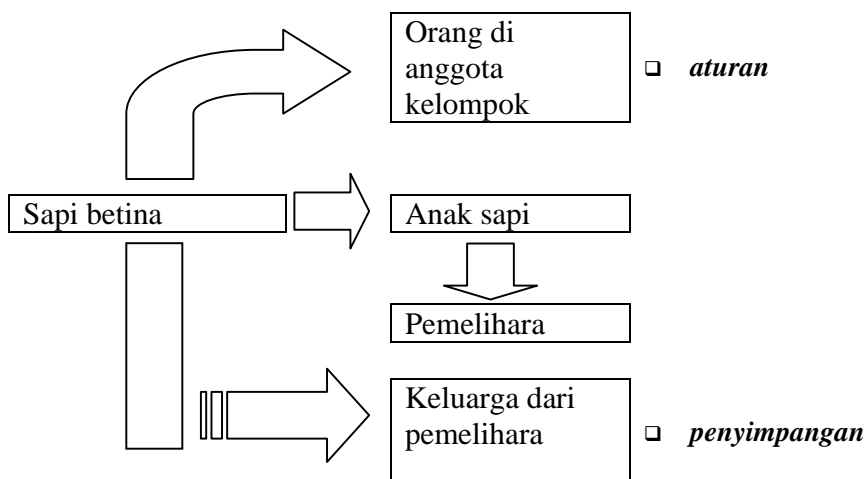 Orang di
anggota
kelompok
❑ aturan
Sapi betina
Anak sapi
Pemelihara
Keluarga dari
pemelihara
❑ penyimpangan